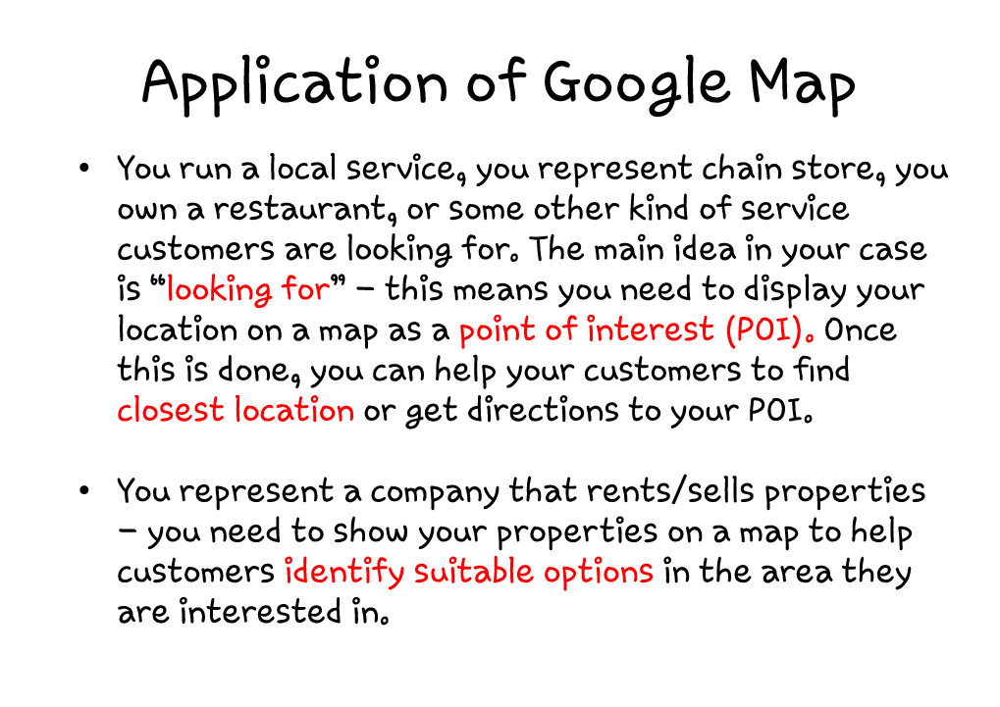 Application of Google Map
• You run a local service, you represent chain store, you
own a restaurant, or some other kind of service
customers are looking for. The main idea in your case
is “looking for” – this means you need to display your
location on a map as a point of interest (POI). Once
this is done, you can help your customers to find
closest location or get directions to your POI.
• You represent a company that rents/sells properties
– you need to show your properties on a map to help
customers identify suitable options in the area they
are interested in.